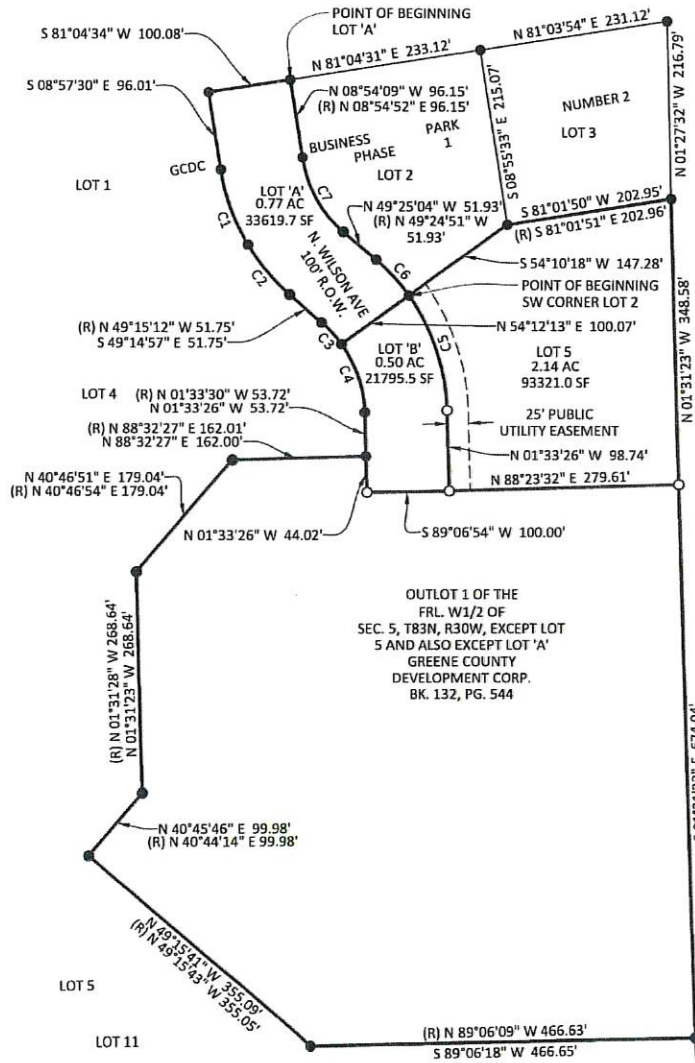 S 81°04'34" W 100.08'
POINT OF BEGINNING
LOT 'A'
N 81°04'31" E 233.12'
N 81°03'54" E 231.12'
S 08°57'30" E 96.01'
N 08°54'09" W 96.15'
(R) N 08°54'52" E 96.15'
S 08°55'33" E 215.07'
NUMBER 2
LOT 3
N 01°27'32" W 216.79'
GCDC
BUSINESS PARK
PHASE 1
LOT 2
LOT 1
LOT 'A'
0.77 AC
33619.7 SF
C7
N 49°25'04" W 51.93'
(R) N 49°24'51" W
51.93'
S 81°01'50" W 202.95'
(R) S 81°01'51" E 202.96'
C1
N. WILSON AVE
100' R.O.W.
C6
S 54°10'18" W 147.28'
C2
POINT OF BEGINNING
SW CORNER LOT 2
(R) N 49°15'12" W 51.75'
S 49°14'57" E 51.75'
C3
N 54°12'13" E 100.07'
C5
C4
LOT 'B'
0.50 AC
21795.5 SF
LOT 5
2.14 AC
93321.0 SF
N 01°31'23" W 348.58'
LOT 4
(R) N 01°33'30" W 53.72'
N 01°33'26" W 53.72'
(R) N 88°32'27" E 162.01'
N 88°32'27" E 162.00'
25' PUBLIC
UTILITY EASEMENT
N 01°33'26" W 98.74'
N 88°23'32" E 279.61'
N 40°46'51" E 179.04'
(R) N 40°46'54" E 179.04'
N 01°33'26" W 44.02'
S 89°06'54" W 100.00'
OUTLOT 1 OF THE
FRL. W1/2 OF
SEC. 5, T83N, R30W, EXCEPT LOT
5 AND ALSO EXCEPT LOT 'A'
GREENE COUNTY
DEVELOPMENT CORP.
BK. 132, PG. 544
(R) N 01°31'28" W 268.64'
N 01°31'23" W 268.64'
N 40°45'46" E 99.98'
(R) N 40°44'14" E 99.98'
N 49°15'41" W 355.09'
(R) N 49°15'43" W 355.05'
LOT 5
LOT 11
(R) N 89°06'09" W 466.63'
S 89°06'18" W 466.65'